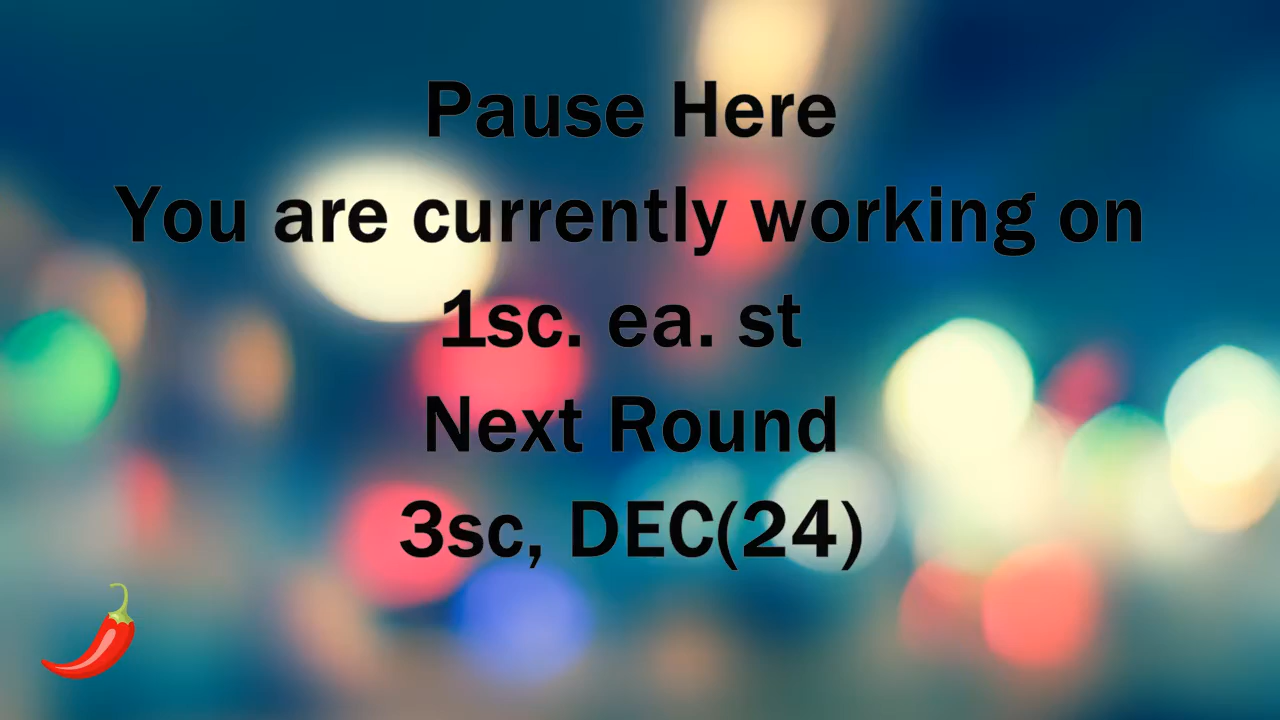 Pause Here
You are currently working on
1sc. ea. st
Next Round
3sc, DEC(24)